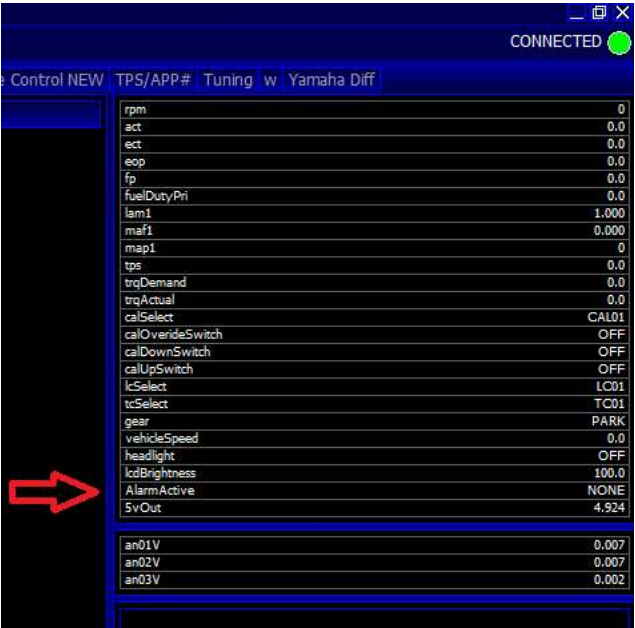 CONNECTED
e Control NEW TPS/APP# Tuning w Yamaha Diff
rpm 0
act 0.0
ect 0.0
eop 0.0
fp 0.0
fuelDutyPri 0.0
lam1 1.000
maf1 0.000
map1 0
tps 0.0
trqDemand 0.0
trqActual 0.0
calSelect CAL01
calOverideSwitch OFF
calDownSwitch OFF
calUpSwitch OFF
lcSelect LC01
tcSelect TC01
gear PARK
vehicleSpeed 0.0
headlight OFF
lcdBrightness 100.0
AlarmActive NONE
5vOut 4.924
an01V 0.007
an02V 0.007
an03V 0.002